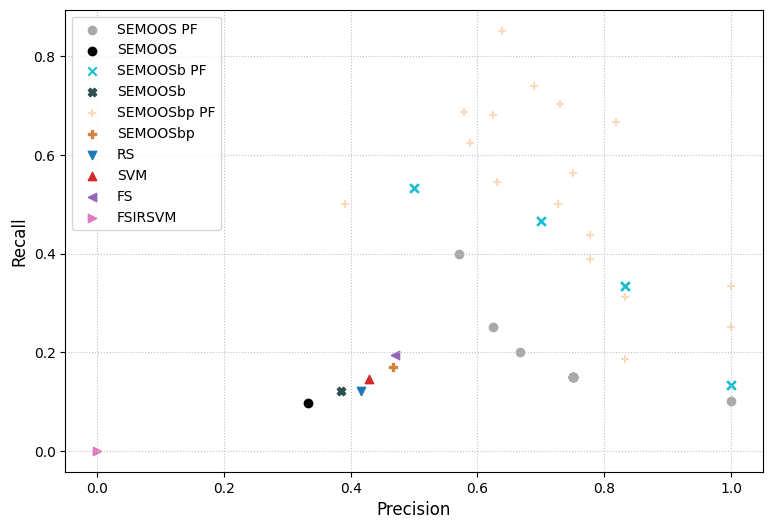 SEMOOS PF
SEMOOS
SEMOOSb PF
SEMOOSb
SEMOOSbp PF
SEMOOSbp
RS
SVM
FS
FSIRSVM
0.8
0.6
0.4
0.2
0.0
Recall
0.0 0.2 0.4 0.6 0.8 1.0
Precision